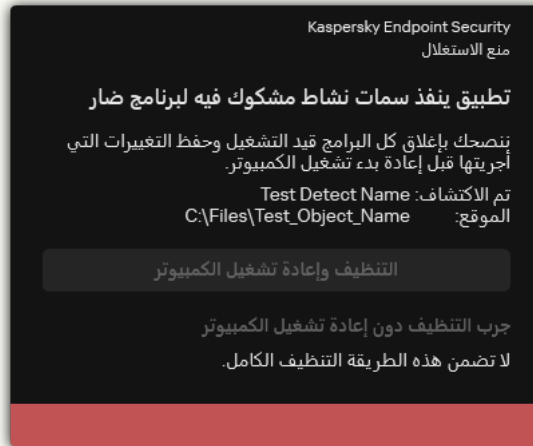 Kaspersky Endpoint Security
منع الاستغلال
تطبيق ينفذ سمات نشاط مشكوك فيه لبرنامج ضار
ننصحك بإغلاق كل البرامج قيد التشغيل وحفظ التغييرات التي
أجريتها قبل إعادة بدء تشغيل الكمبيوتر.
تم الاكتشاف: Test Detect Name
الموقع: C:\Files\Test_Object_Name
التنظيف وإعادة تشغيل الكمبيوتر
جرب التنظيف دون إعادة تشغيل الكمبيوتر
لا تضمن هذه الطريقة التنظيف الكامل.